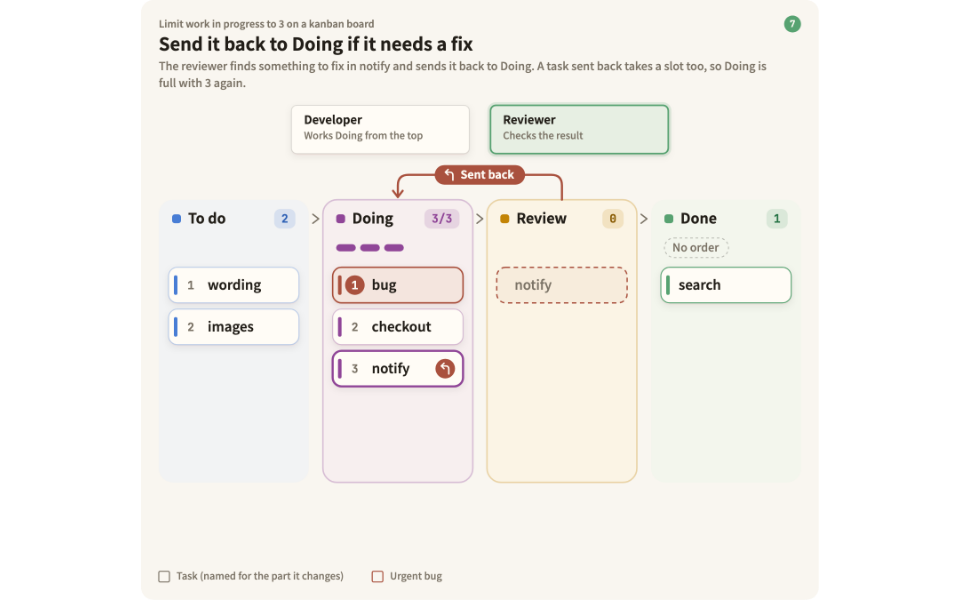 Limit work in progress to 3 on a kanban board
7
Send it back to Doing if it needs a fix
The reviewer finds something to fix in notify and sends it back to Doing. A task sent back takes a slot too, so Doing is
full with 3 again.
Developer
Works Doing from the top
Reviewer
Checks the result
Sent back
To do 2
Doing 3/3
Review 0
Done 1
No order
1 wording
2 images
1 bug
2 checkout
3 notify
notify
search
Task (named for the part it changes)
Urgent bug